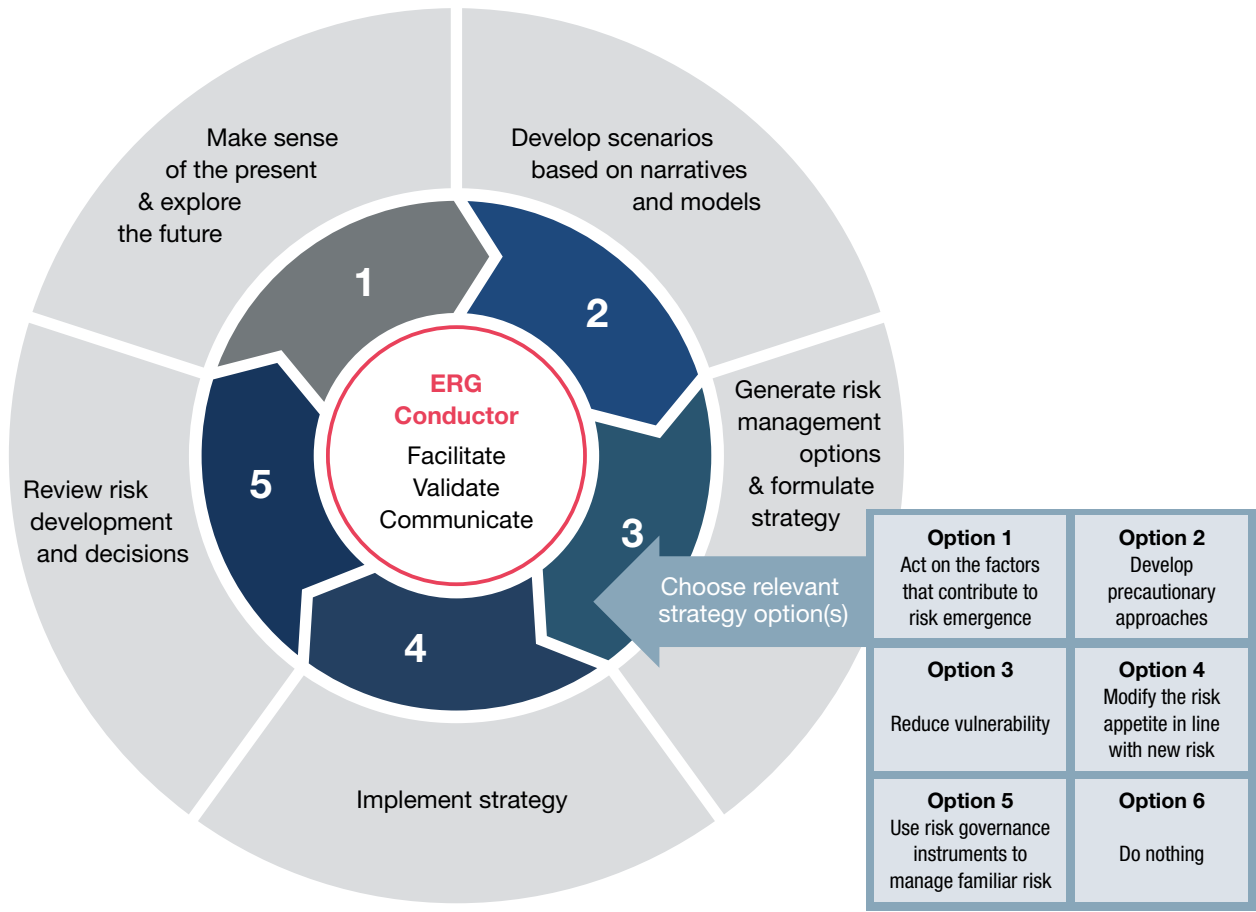 Make sense
of the present
& explore
the future
Develop scenarios
based on narratives
and models
1
2
ERG
Conductor
Facilitate
Validate
Communicate
Generate risk
management
options
& formulate
strategy
3
Choose relevant
strategy option(s)
Review risk
development
and decisions
5
4
Implement strategy
Option 1
Act on the factors
that contribute to
risk emergence
Option 2
Develop
precautionary
approaches
Option 3
Reduce vulnerability
Option 4
Modify the risk
appetite in line
with new risk
Option 5
Use risk governance
instruments to
manage familiar risk
Option 6
Do nothing